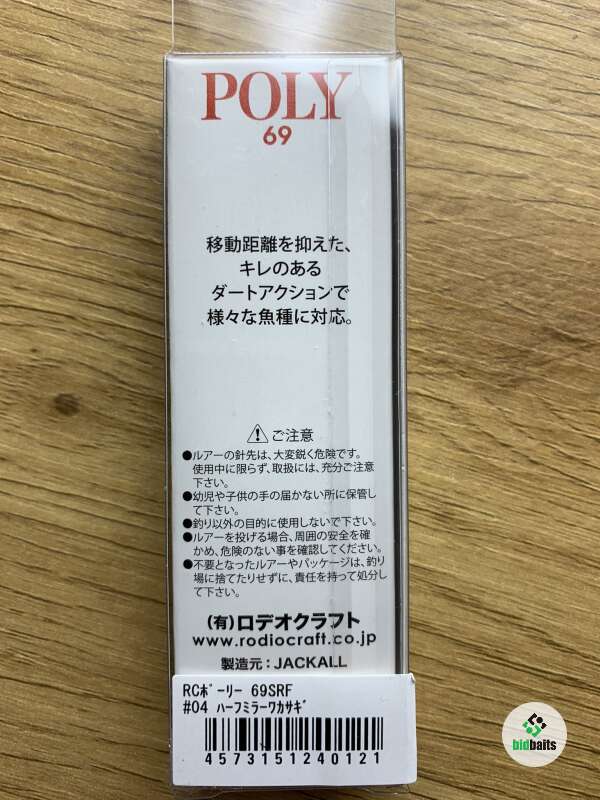 POLY
69
移動距離を抑えた、
キレのある
ダートアクションで
様々な魚種に対応。
⚠ご注意
●ルアーの針先は、大変鋭く危険です。
使用中に限らず、取扱には、充分ご注意
下さい。
●幼児や子供の手の届かない所に保管し
て下さい。
●釣り以外の目的に使用しないで下さい。
●ルアーを投げる場合、周囲の安全を確
かめ、危険のない事を確認してください。
●不要となったルアーやパッケージは、釣り
場に捨てたりせずに、責任を持って処分し
て下さい。
(有)ロデオクラフト
www.rodiocraft.co.jp
製造元：JACKALL
RCﾎﾟｰﾘｰ 69SRF
#04 ﾊｰﾌﾐﾗｰﾜｶｻｷﾞ
4573151240121
bidbaits